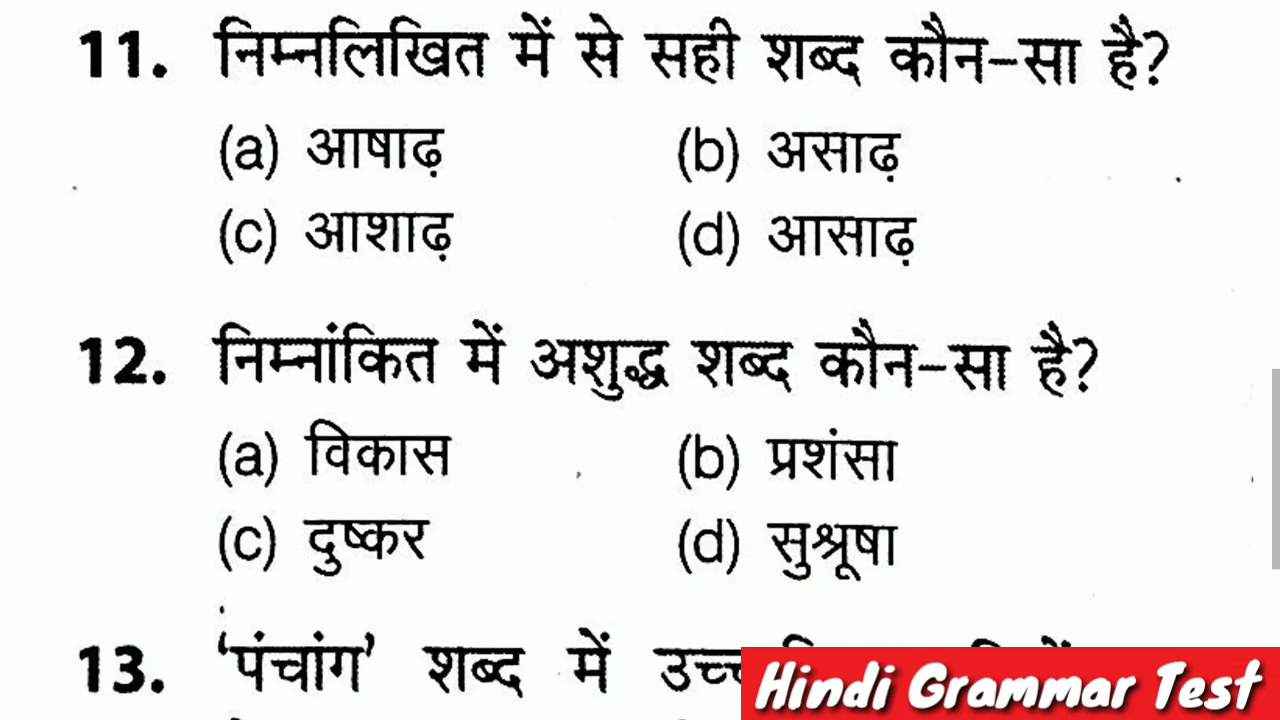 11. निम्नलिखित में से सही शब्द कौन-सा है?
(a) आषाढ़ (b) असाढ़
(c) आशाढ़ (d) आसाढ़
12. निम्नांकित में अशुद्ध शब्द कौन-सा है?
(a) विकास (b) प्रशंसा
(c) दुष्कर (d) सुश्रूषा
13. 'पंचांग' शब्द में
Hindi Grammar Test